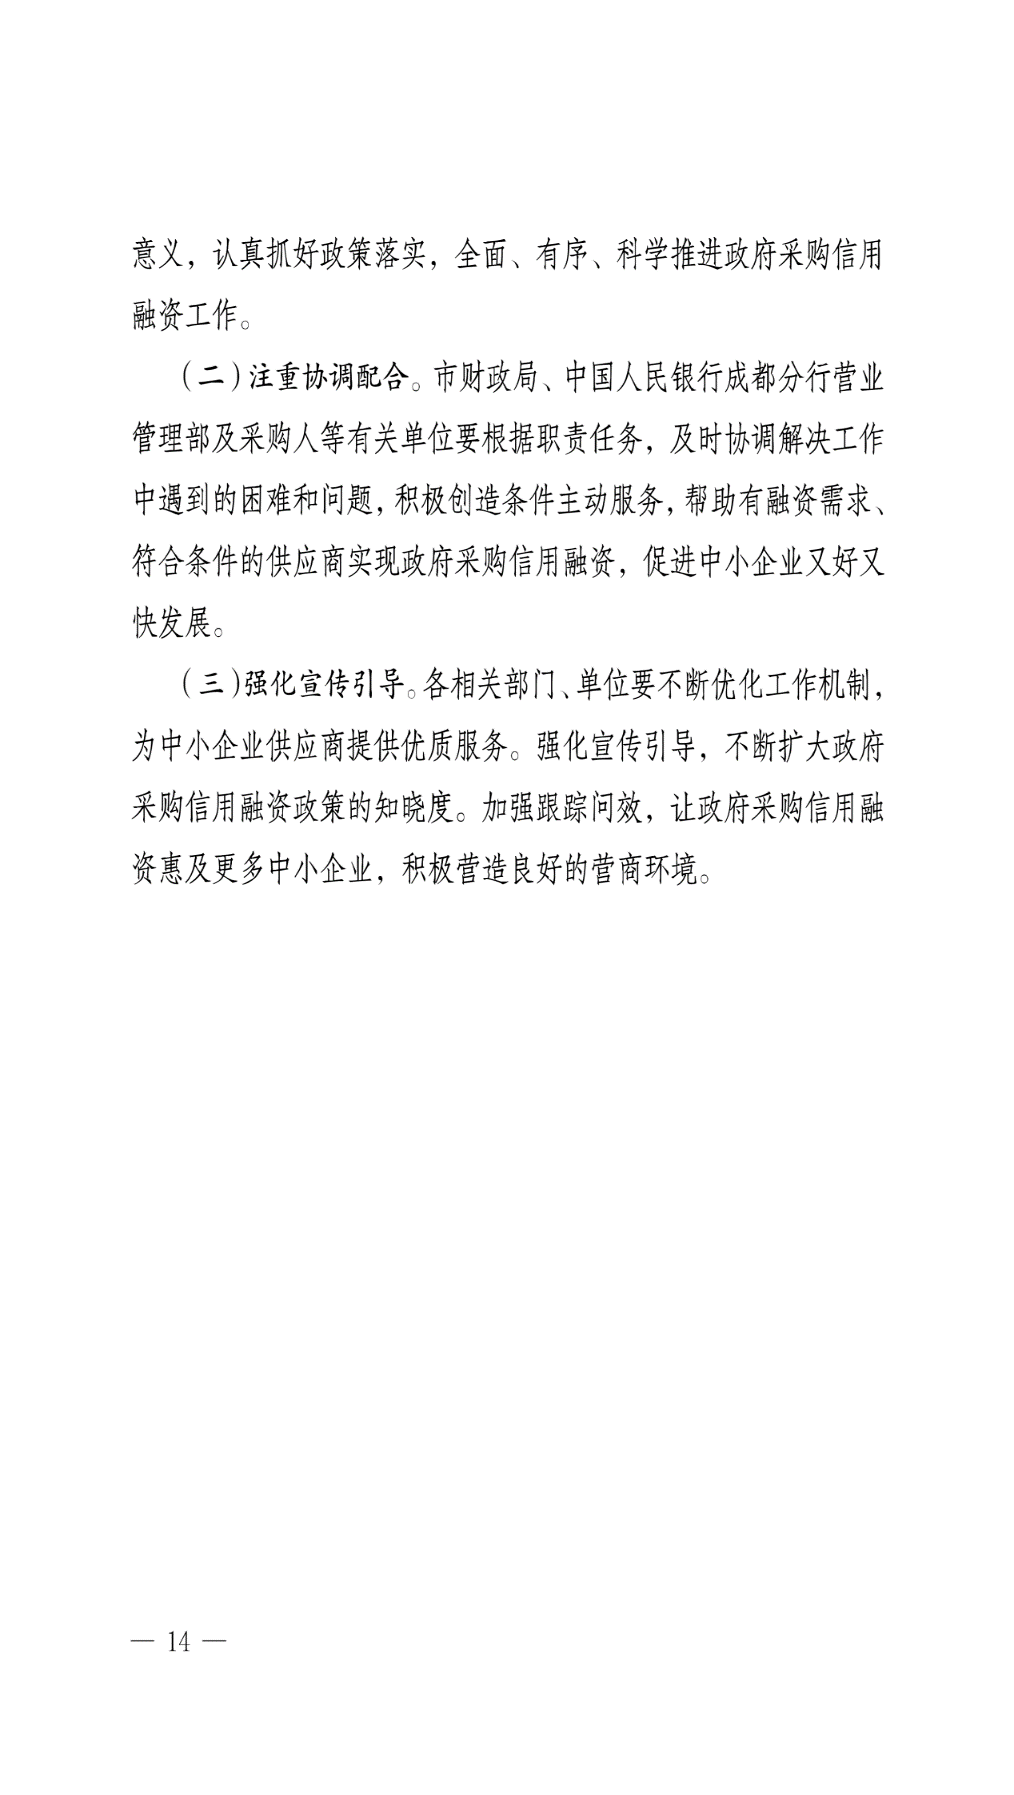 意义，认真抓好政策落实，全面、有序、科学推进政府采购信用
融资工作。
（二）注重协调配合。市财政局、中国人民银行成都分行营业
管理部及采购人等有关单位要根据职责任务，及时协调解决工作
中遇到的困难和问题，积极创造条件主动服务，帮助有融资需求、
符合条件的供应商实现政府采购信用融资，促进中小企业又好又
快发展。
（三）强化宣传引导。各相关部门、单位要不断优化工作机制，
为中小企业供应商提供优质服务。强化宣传引导，不断扩大政府
采购信用融资政策的知晓度。加强跟踪问效，让政府采购信用融
资惠及更多中小企业，积极营造良好的营商环境。
— 14 —